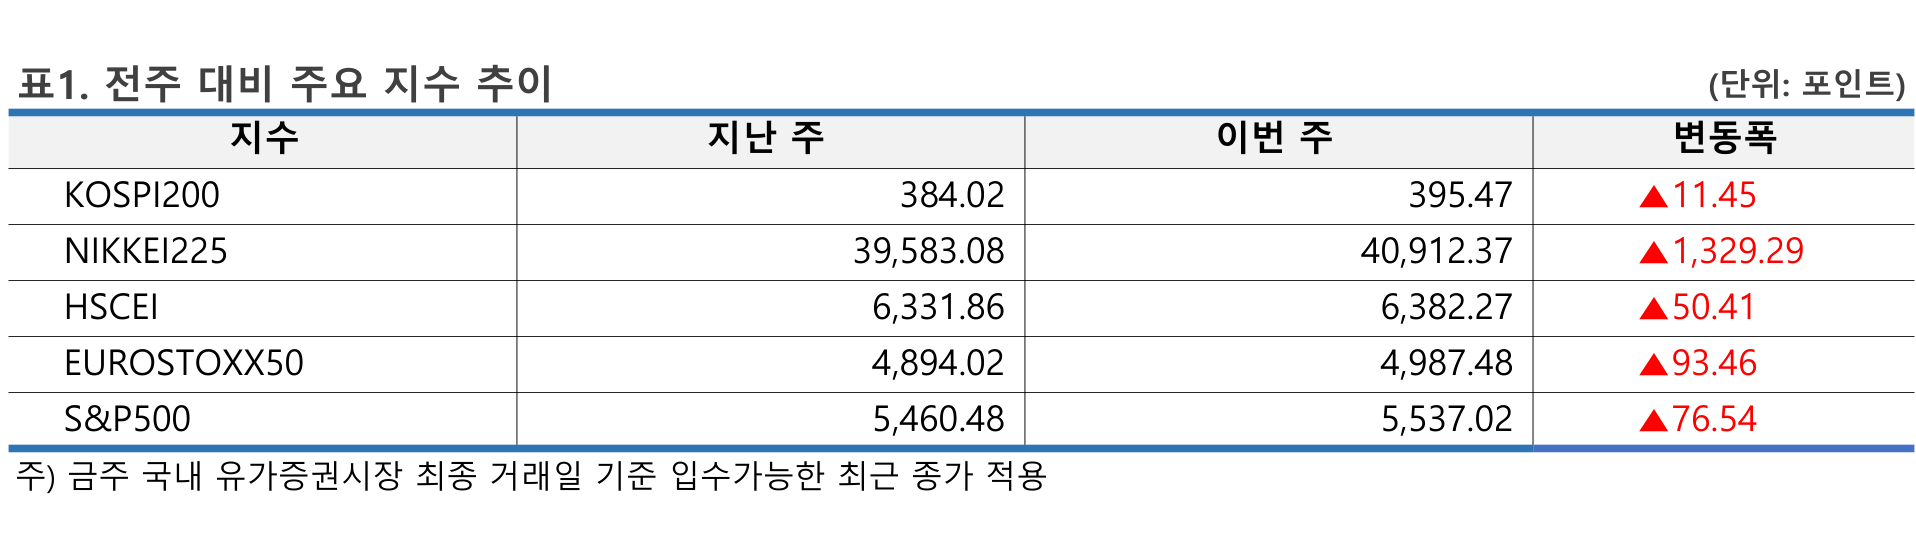 표1. 전주 대비 주요 지수 추이 (단위: 포인트)
지수 지난 주 이번 주 변동폭
KOSPI200 384.02 395.47 ▲11.45
NIKKEI225 39,583.08 40,912.37 ▲1,329.29
HSCEI 6,331.86 6,382.27 ▲50.41
EUROSTOXX50 4,894.02 4,987.48 ▲93.46
S&P500 5,460.48 5,537.02 ▲76.54
주) 금주 국내 유가증권시장 최종 거래일 기준 입수가능한 최근 종가 적용